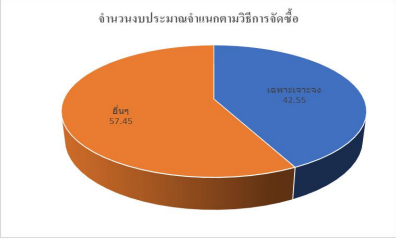 จำนวนงบประมาณจำแนกตามวิธีการจัดซื้อ
เฉพาะเจาะจง
42.55
อื่นๆ
57.45